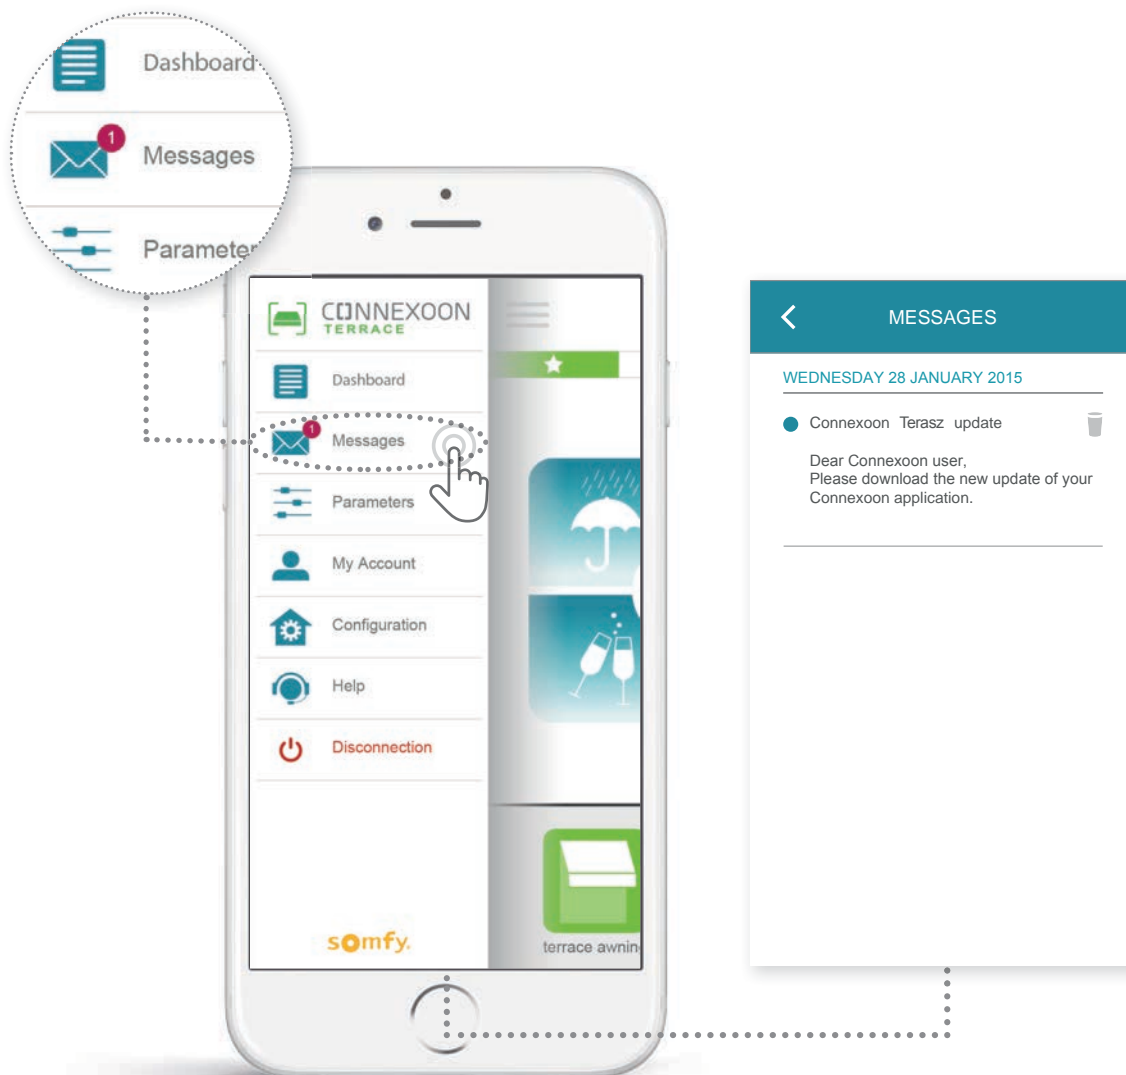 Dashboard
1
Messages
Parameter
CONNEXOON
TERRACE
Dashboard
1
Messages
Parameters
My Account
Configuration
Help
Disconnection
somfy.
terrace awnin
MESSAGES
WEDNESDAY 28 JANUARY 2015
Connexoon Terasz update
Dear Connexoon user,
Please download the new update of your
Connexoon application.